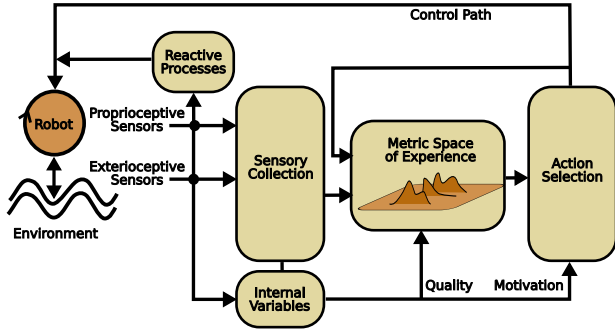 Control Path
Reactive
Processes
Robot
Proprioceptive
Sensors
Exterioceptive
Sensors
Environment
Sensory
Collection
Metric Space
of Experience
Action
Selection
Internal
Variables
Quality
Motivation